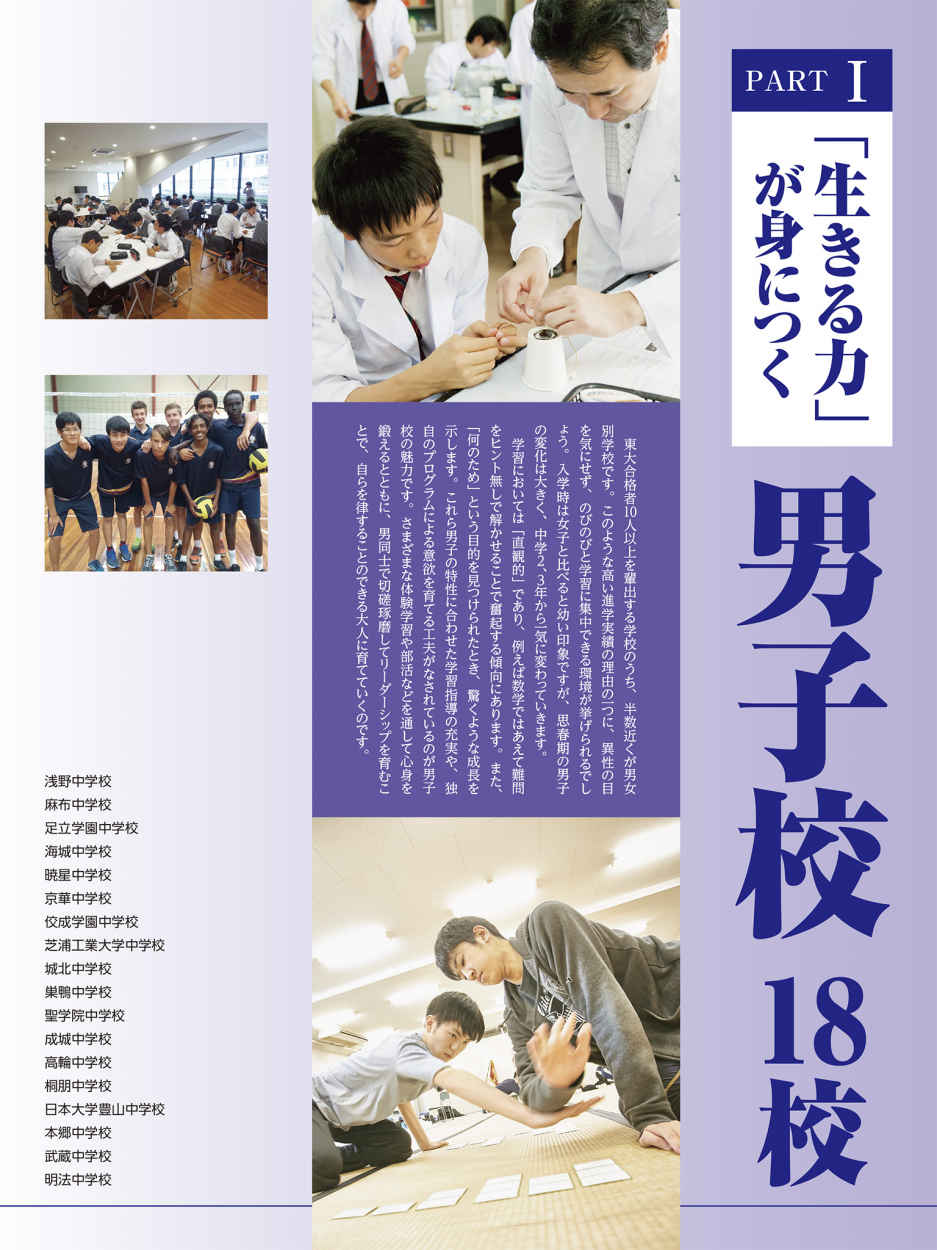 PART Ⅰ
「生きる力」
が身につく
男子校 18校
　東大合格者10人以上を輩出する学校のうち、半数近くが男女
別学校です。このような高い進学実績の理由の一つに、異性の目
を気にせず、のびのびと学習に集中できる環境が挙げられるでし
ょう。入学時は女子と比べると幼い印象ですが、思春期の男子
の変化は大きく、中学2、3年から一気に変わっていきます。
　学習においては「直観的」であり、例えば数学ではあえて難問
をヒント無しで解かせることで奮起する傾向にあります。また、
「何のため」という目的を見つけられたとき、驚くような成長を
示します。これら男子の特性に合わせた学習指導の充実や、独
自のプログラムによる意欲を育てる工夫がなされているのが男子
校の魅力です。さまざまな体験学習や部活などを通して心身を
鍛えるとともに、男同士で切磋琢磨してリーダーシップを育むこ
とで、自らを律することのできる大人に育てていくのです。
浅野中学校
麻布中学校
足立学園中学校
海城中学校
暁星中学校
京華中学校
佼成学園中学校
芝浦工業大学中学校
城北中学校
巣鴨中学校
聖学院中学校
成城中学校
高輪中学校
桐朋中学校
日本大学豊山中学校
本郷中学校
武蔵中学校
明法中学校